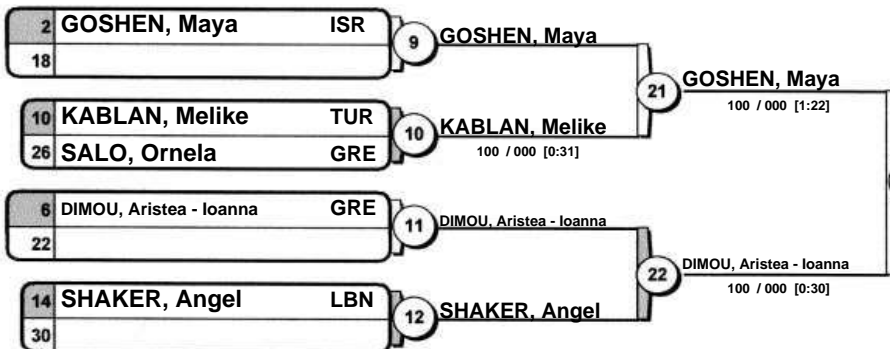 2 GOSHEN, Maya ISR
18
9
GOSHEN, Maya
10 KABLAN, Melike TUR
26 SALO, Ornela GRE
10
KABLAN, Melike
100 / 000 [0:31]
21
GOSHEN, Maya
100 / 000 [1:22]
6 DIMOU, Aristea - Ioanna GRE
22
11
DIMOU, Aristea - Ioanna
14 SHAKER, Angel LBN
30
12
SHAKER, Angel
22
DIMOU, Aristea - Ioanna
100 / 000 [0:30]